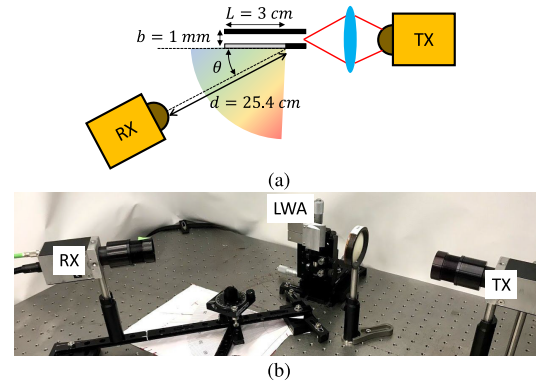 L = 3 cm
b = 1 mm
TX
θ
d = 25.4 cm
RX
(a)
LWA
RX
TX
(b)